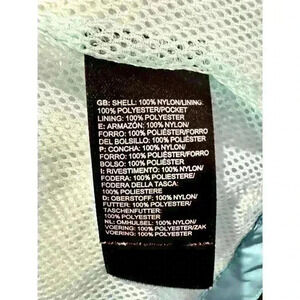 GB: SHELL: 100% NYLON/LINING:
100% POLYESTER/POCKET
LINING: 100% POLYESTER
E: ARMAZÓN: 100% NYLON/
FORRO: 100% POLIÉSTER/FORRO
DEL BOLSILLO: 100% POLIÉSTER
P: CONCHA: 100% NYLON/
FORRO: 100% POLIÉSTER/FORRO
BOLSO: 100% POLIÉSTER
I: RIVESTIMENTO: 100% NYLON/
FODERA: 100% POLIESTERE/
FODERA DELLA TASCA:
100% POLIESTERE
D: OBERSTOFF: 100% NYLON/
FUTTER: 100% POLYESTER/
TASCHENFUTTER:
100% POLYESTER
NL: OMHULSEL: 100% NYLON/
VOERING: 100% POLYESTER/ZAK
VOERING: 100% POLYESTER